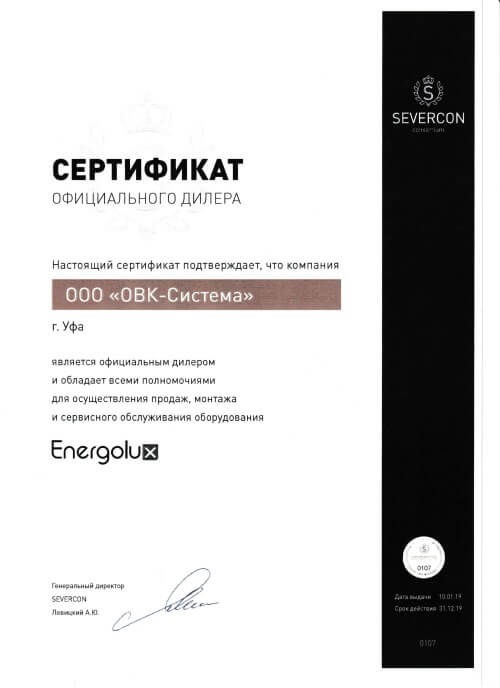 S
SEVERCON
consortium
СЕРТИФИКАТ
ОФИЦИАЛЬНОГО ДИЛЕРА
Настоящий сертификат подтверждает, что компания
ООО «ОВК-Система»
г. Уфа
является официальным дилером
и обладает всеми полномочиями
для осуществления продаж, монтажа
и сервисного обслуживания оборудования
Energolux
Генеральный директор
SEVERCON
Левицкий А.Ю.
0107
Дата выдачи 10.01.19
Срок действия 31.12.19
0107